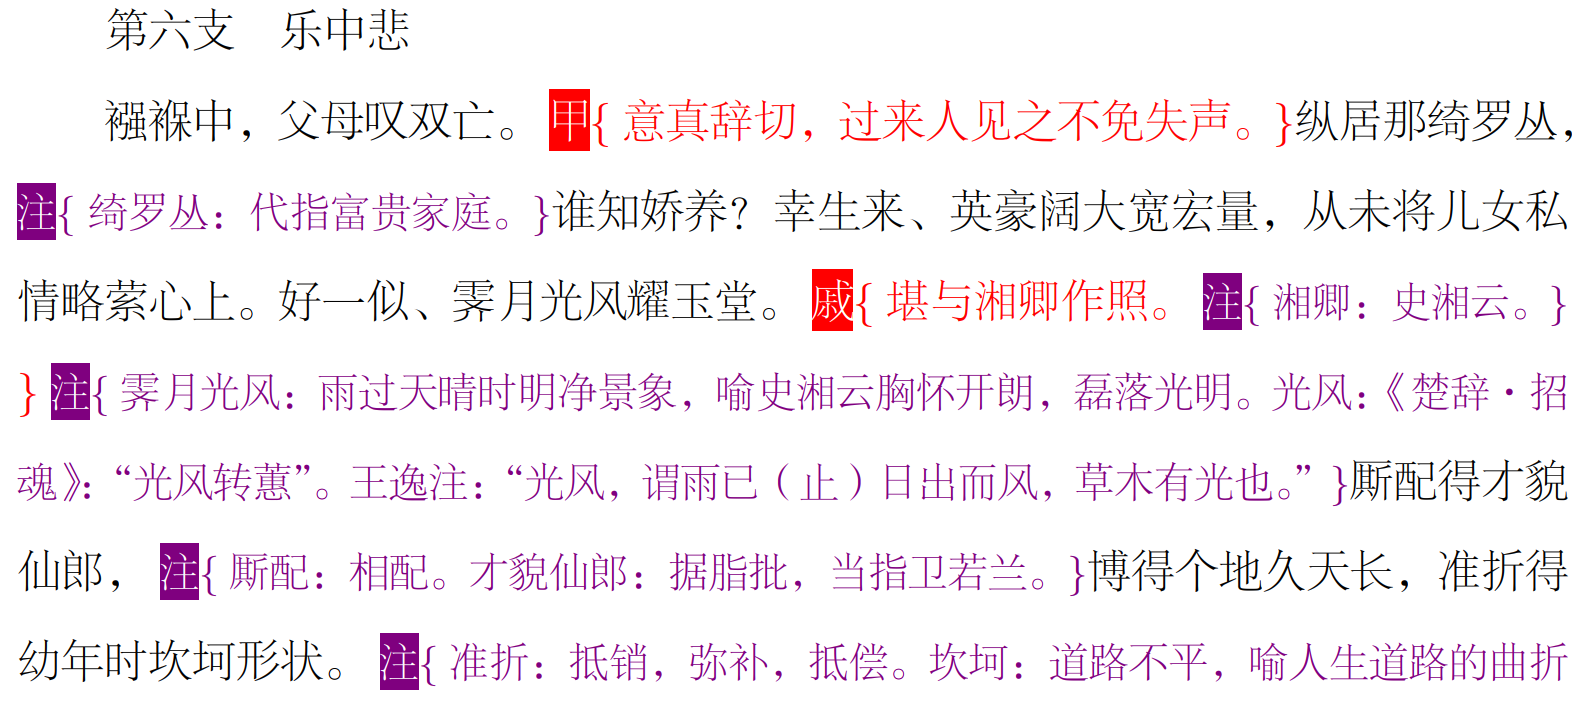 第六支　乐中悲
襁褓中，父母叹双亡。甲{ 意真辞切，过来人见之不免失声。}纵居那绮罗丛，
注{ 绮罗丛：代指富贵家庭。}谁知娇养？幸生来、英豪阔大宽宏量，从未将儿女私
情略萦心上。好一似、霁月光风耀玉堂。戚{ 堪与湘卿作照。注{ 湘卿：史湘云。}
} 注{ 霁月光风：雨过天晴时明净景象，喻史湘云胸怀开朗，磊落光明。光风：《楚辞·招
魂》：“光风转蕙”。王逸注：“光风，谓雨已（止）日出而风，草木有光也。”}厮配得才貌
仙郎，注{ 厮配：相配。才貌仙郎：据脂批，当指卫若兰。}博得个地久天长，准折得
幼年时坎坷形状。注{ 准折：抵销，弥补，抵偿。坎坷：道路不平，喻人生道路的曲折